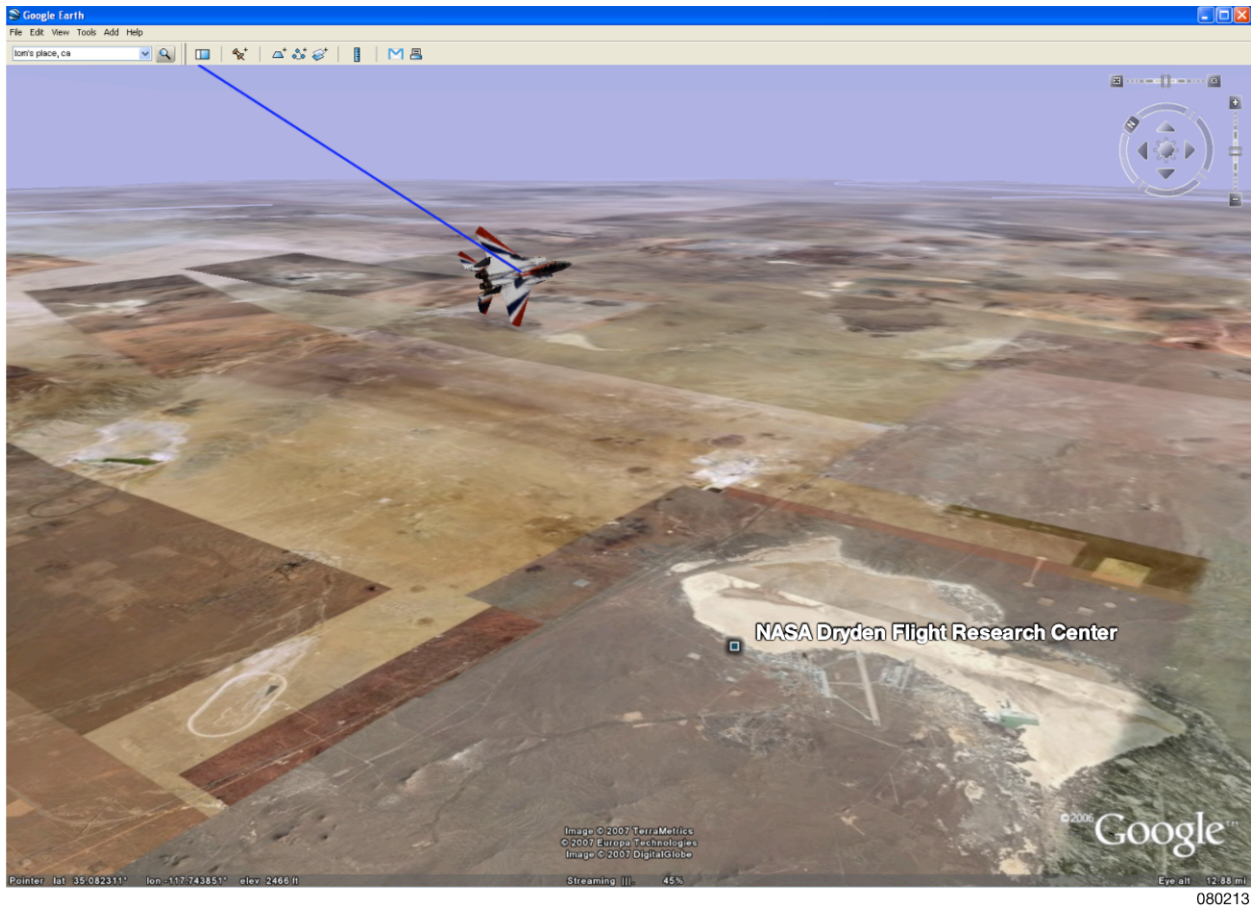 Google Earth
File Edit View Tools Add Help
tom's place, ca
N
NASA Dryden Flight Research Center
©2006 Google™
Image © 2007 TerraMetrics
© 2007 Europa Technologies
Image © 2007 DigitalGlobe
Pointer lat 35.082311° lon -117.743851° elev 2466 ft Streaming ||| 45% Eye alt 12.88 mi
080213